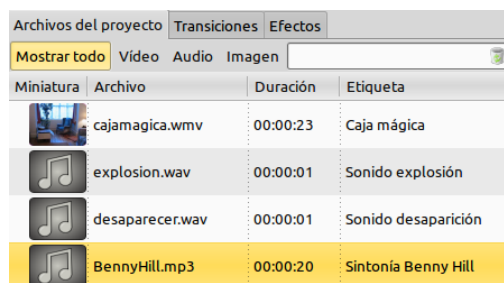 Archivos del proyecto Transiciones Efectos
Mostrar todo Vídeo Audio Imagen
Miniatura Archivo Duración Etiqueta
cajamagica.wmv 00:00:23 Caja mágica
explosion.wav 00:00:01 Sonido explosión
desaparecer.wav 00:00:01 Sonido desaparición
BennyHill.mp3 00:00:20 Sintonía Benny Hill